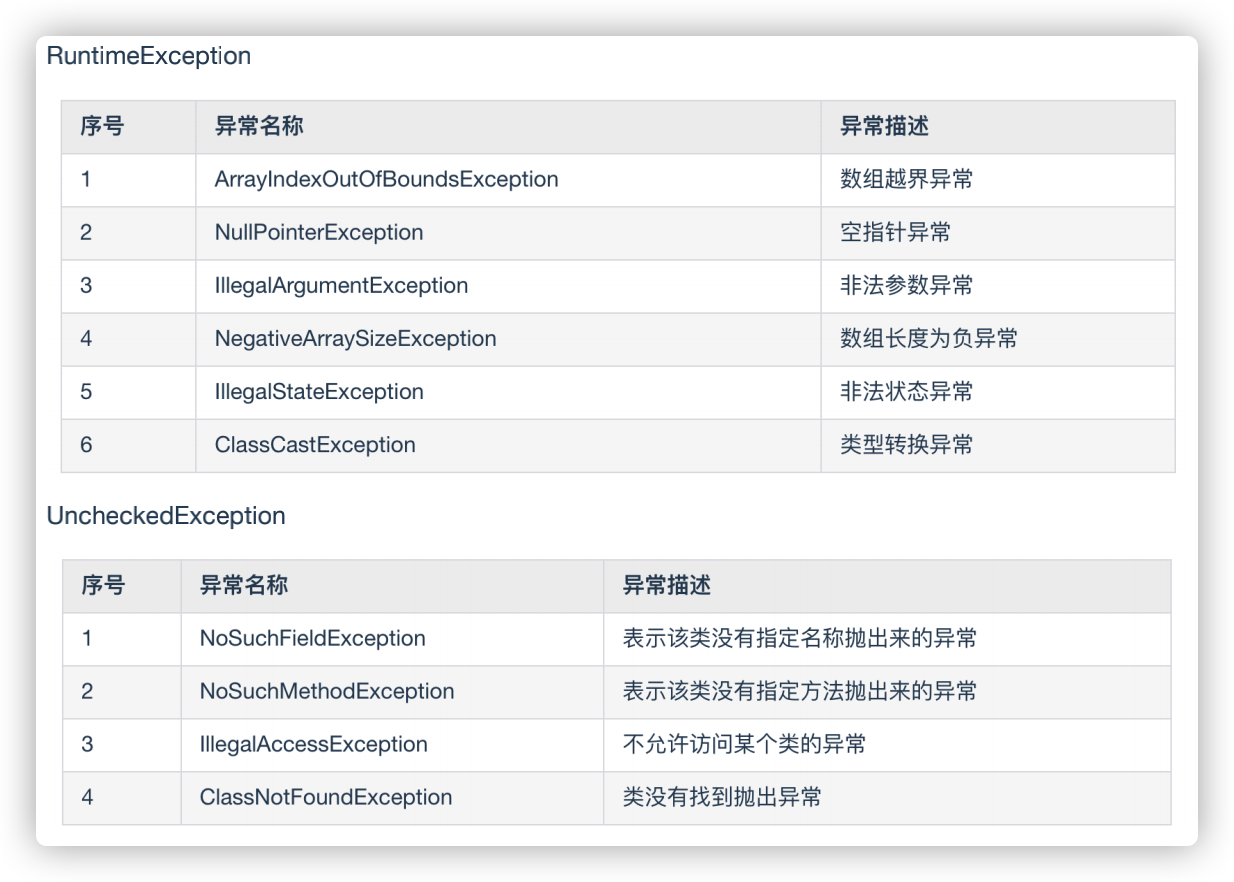 RuntimeException
序号 异常名称 异常描述
1 ArrayIndexOutOfBoundsException 数组越界异常
2 NullPointerException 空指针异常
3 IllegalArgumentException 非法参数异常
4 NegativeArraySizeException 数组长度为负异常
5 IllegalStateException 非法状态异常
6 ClassCastException 类型转换异常
UncheckedException
序号 异常名称 异常描述
1 NoSuchFieldException 表示该类没有指定名称抛出来的异常
2 NoSuchMethodException 表示该类没有指定方法抛出来的异常
3 IllegalAccessException 不允许访问某个类的异常
4 ClassNotFoundException 类没有找到抛出异常